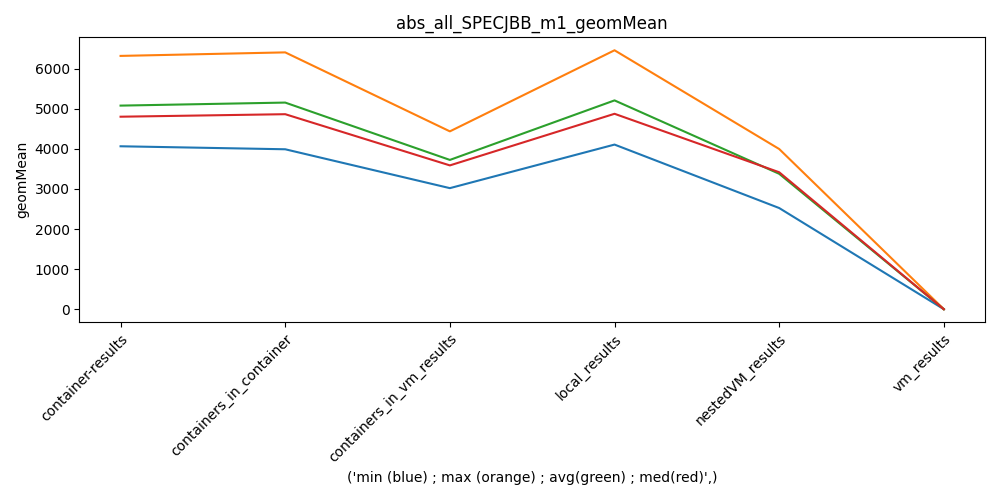 abs_all_SPECJBB_m1_geomMean
geomMean
6000
5000
4000
3000
2000
1000
0
container-results
containers_in_container
containers_in_vm_results
local_results
nestedVM_results
vm_results
('min (blue) ; max (orange) ; avg(green) ; med(red)',)